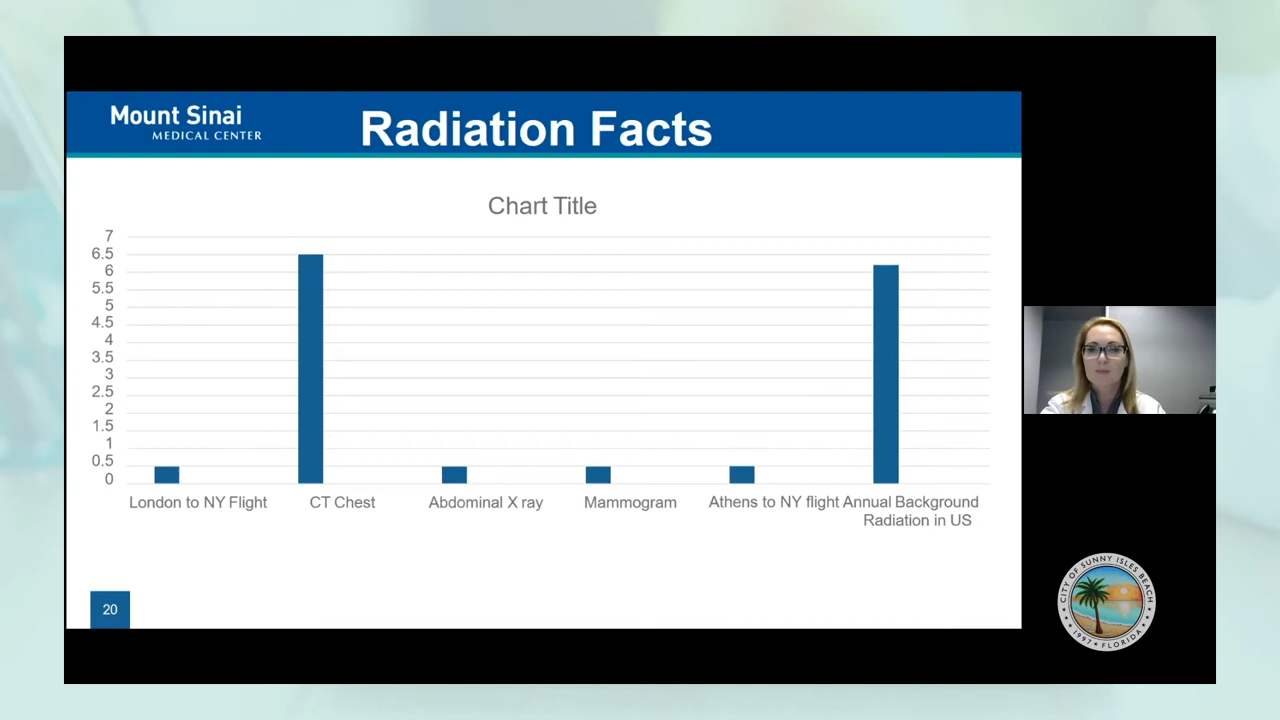 Mount Sinai
MEDICAL CENTER
Radiation Facts
Chart Title
7
6.5
6
5.5
5
4.5
4
3.5
3
2.5
2
1.5
1
0.5
0
London to NY Flight
CT Chest
Abdominal X ray
Mammogram
Athens to NY flight
Annual Background
Radiation in US
20
CITY OF SUNNY ISLES BEACH
1997
FLORIDA